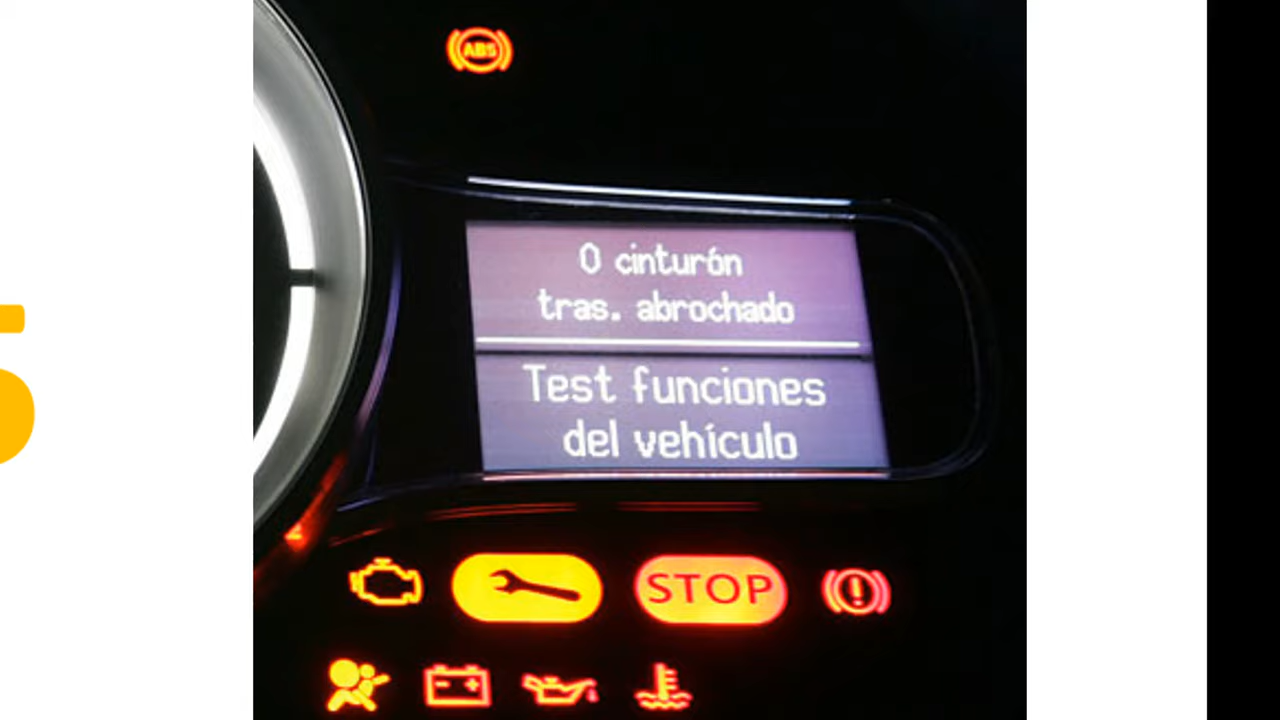 ABS
0 cinturón
tras. abrochado
Test funciones
del vehículo
STOP